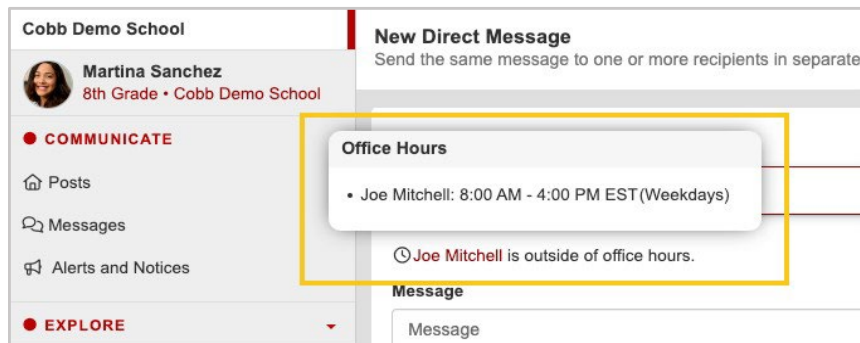 Cobb Demo School
Martina Sanchez
8th Grade • Cobb Demo School
COMMUNICATE
Posts
Messages
Alerts and Notices
EXPLORE
New Direct Message
Send the same message to one or more recipients in separate
Office Hours
• Joe Mitchell: 8:00 AM - 4:00 PM EST(Weekdays)
Joe Mitchell is outside of office hours.
Message
Message